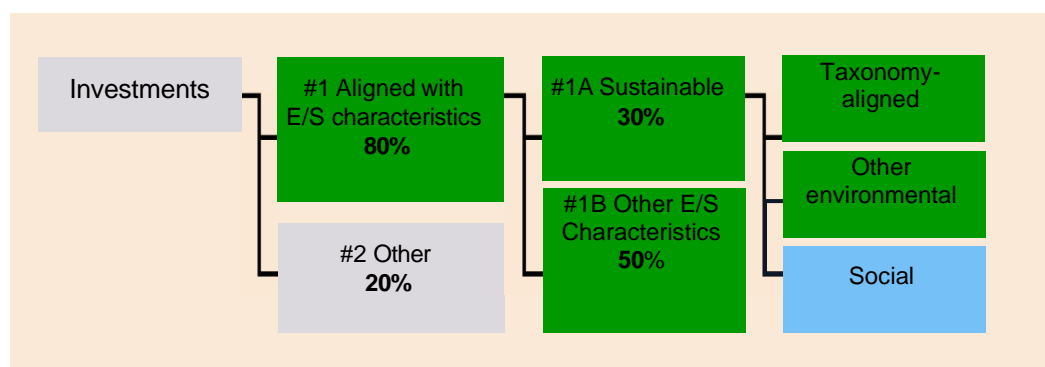 Investments
#1 Aligned with
E/S characteristics
80%
#2 Other
20%
#1A Sustainable
30%
#1B Other E/S
Characteristics
50%
Taxonomy-
aligned
Other
environmental
Social